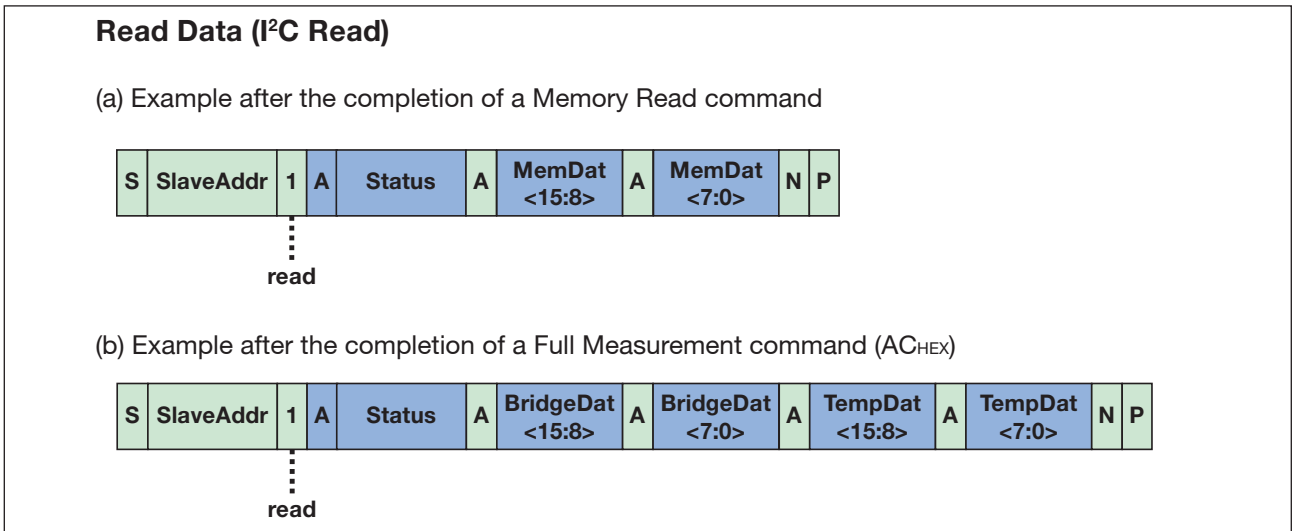 Read Data (I²C Read)
(a) Example after the completion of a Memory Read command
S SlaveAddr 1 A Status A MemDat <15:8> A MemDat <7:0> N P
read
(b) Example after the completion of a Full Measurement command (ACHEX)
S SlaveAddr 1 A Status A BridgeDat <15:8> A BridgeDat <7:0> A TempDat <15:8> A TempDat <7:0> N P
read